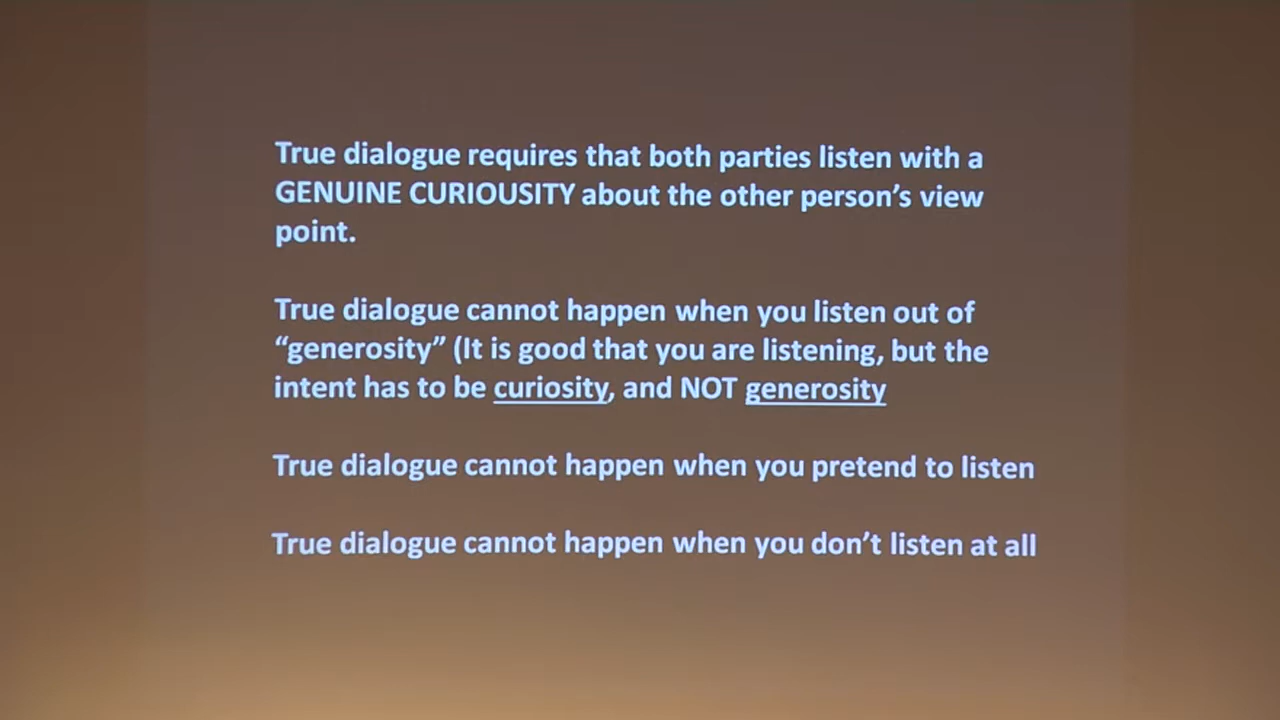 True dialogue requires that both parties listen with a
GENUINE CURIOUSITY about the other person’s view
point.
True dialogue cannot happen when you listen out of
“generosity” (It is good that you are listening, but the
intent has to be curiosity, and NOT generosity
True dialogue cannot happen when you pretend to listen
True dialogue cannot happen when you don’t listen at all